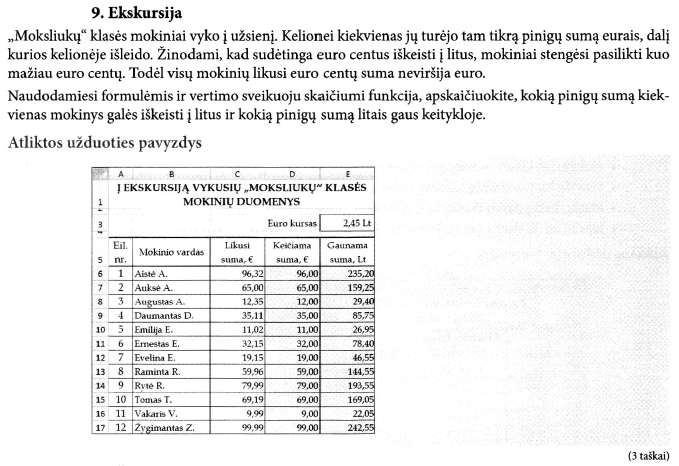 9. Ekskursija
„Moksliukų“ klasės mokiniai vyko į užsienį. Kelionei kiekvienas jų turėjo tam tikrą pinigų sumą eurais, dalį
kurios kelionėje išleido. Žinodami, kad sudėtinga euro centus iškeisti į litus, mokiniai stengėsi pasilikti kuo
mažiau euro centų. Todėl visų mokinių likusi euro centų suma neviršija euro.
Naudodamiesi formulėmis ir vertimo sveikuoju skaičiumi funkcija, apskaičiuokite, kokią pinigų sumą kiek-
vienas mokinys galės iškeisti į litus ir kokią pinigų sumą litais gaus keitykloje.
Atliktos užduoties pavyzdys
A B C D E
1 Į EKSKURSIJĄ VYKUSIŲ „MOKSLIUKŲ“ KLASĖS
MOKINIŲ DUOMENYS
3 Euro kursas 2,45 Lt
5 Eil. nr. Mokinio vardas Likusi suma, € Keičiama suma, € Gaunama suma, Lt
6 1 Aistė A. 96,32 96,00 235,20
7 2 Auksė A. 65,00 65,00 159,25
8 3 Augustas A. 12,35 12,00 29,40
9 4 Daumantas D. 35,11 35,00 85,75
10 5 Emilija E. 11,02 11,00 26,95
11 6 Ernestas E. 32,15 32,00 78,40
12 7 Evelina E. 19,15 19,00 46,55
13 8 Raminta R. 59,96 59,00 144,55
14 9 Rytė R. 79,99 79,00 193,55
15 10 Tomas T. 69,19 69,00 169,05
16 11 Vakaris V. 9,99 9,00 22,05
17 12 Žygimantas Z. 99,99 99,00 242,55
(3 taškai)